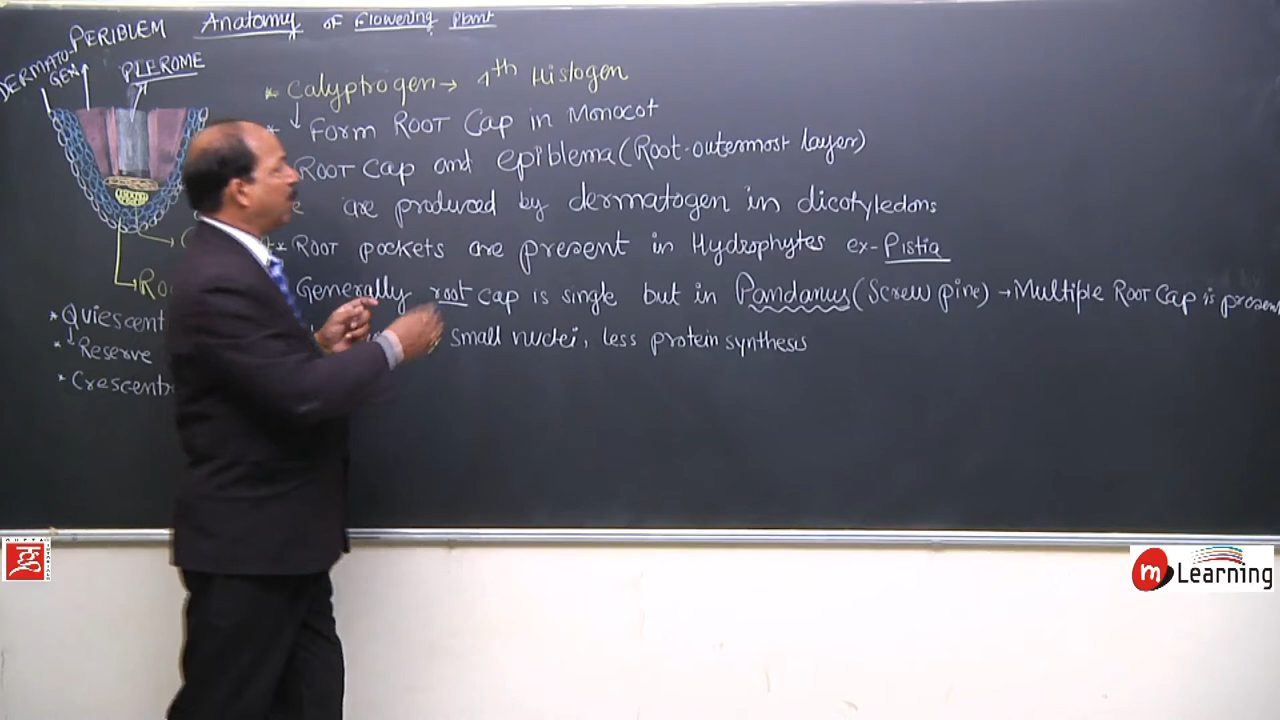 Anatomy of Flowering Plant
PERIBLEM
DERMATO-
GEN
PLEROME
* Calyptrogen → 4th Histogen
* Form ROOT Cap in Monocot
ROOT Cap and epiblema (Root-outermost layer)
are produced by dermatogen in dicotyledons
* ROOT pockets are present in Hydrophytes ex- Pistia
Generally root cap is single but in Pandanus (Screw pine) → Multiple ROOT Cap is present
small nuclei, less protein synthesis
* Quiescent
* Reserve
m Learning